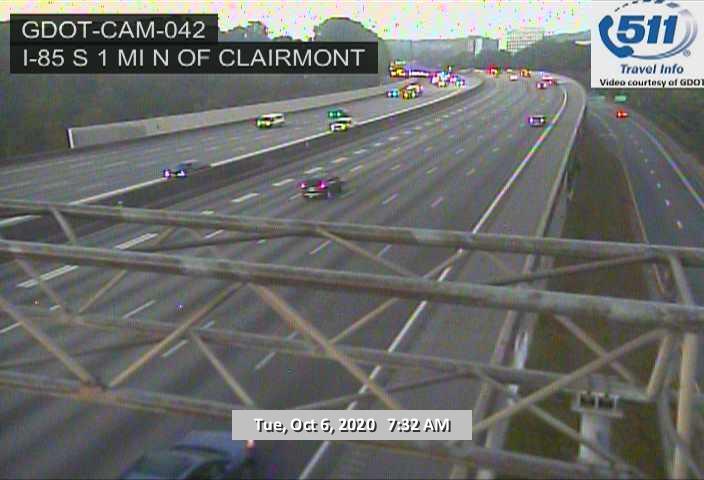 GDOT-CAM-042
I-85 S 1 MI N OF CLAIRMONT
511
Travel Info
Video courtesy of GDOT
Tue, Oct 6, 2020 7:32 AM